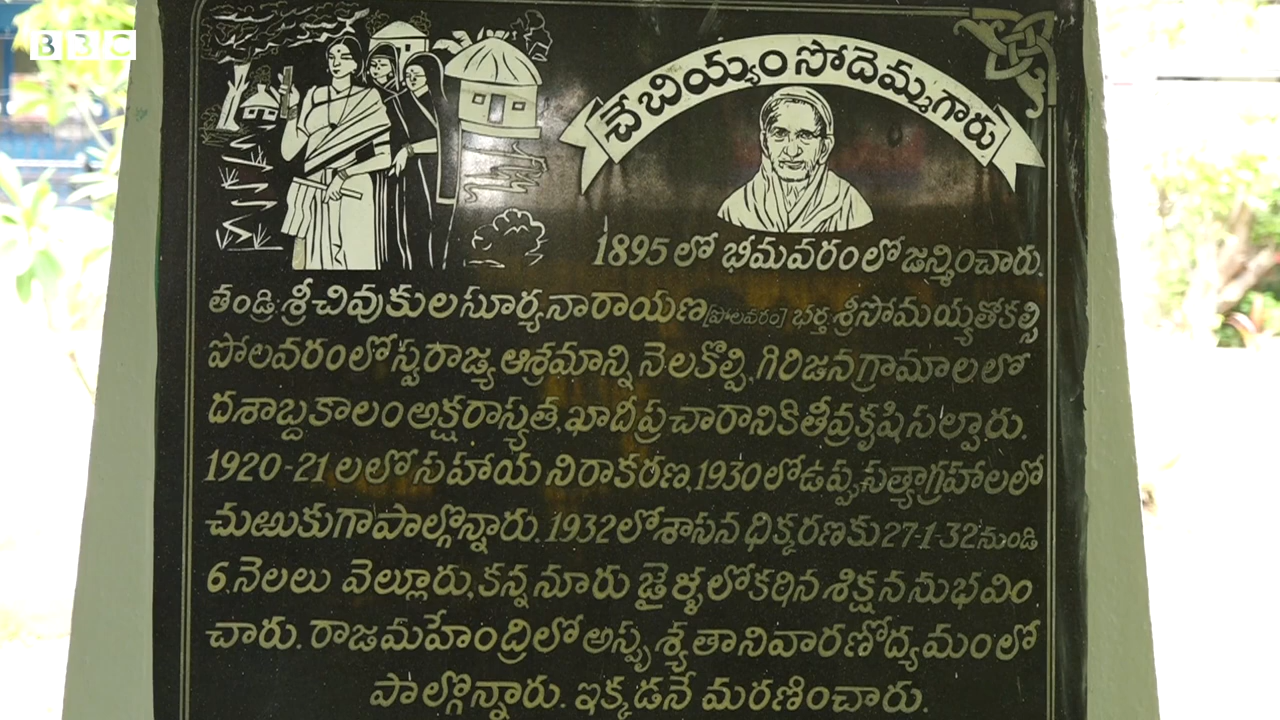 BBC
చేబియ్యం సోదెమ్మగారు
1895 లో భీమవరంలో జన్మించారు.
తండ్రి: శ్రీ చివుకుల సూర్యనారాయణ [పోలవరం] భర్త: శ్రీ సోమయ్యతో కల్సి
పోలవరంలో స్వరాజ్య ఆశ్రమాన్ని నెలకొల్పి, గిరిజన గ్రామాలలో
దశాబ్దకాలం అక్షరాస్యత, ఖాదీ ప్రచారానికి తీవ్రకృషి సల్పారు.
1920-21 లలో సహాయ నిరాకరణ, 1930 లో ఉప్పు సత్యాగ్రహాలలో
చుఱుకుగా పాల్గొన్నారు. 1932 లో శాసన ధిక్కరణకు 27-1-32 నుండి
6 నెలలు వెల్లూరు, కన్ననూరు జైళ్ళలో కఠిన శిక్షననుభవిం
చారు. రాజమహేంద్రిలో అస్పృశ్యతా నివారణోద్యమంలో
పాల్గొన్నారు. ఇక్కడనే మరణించారు.